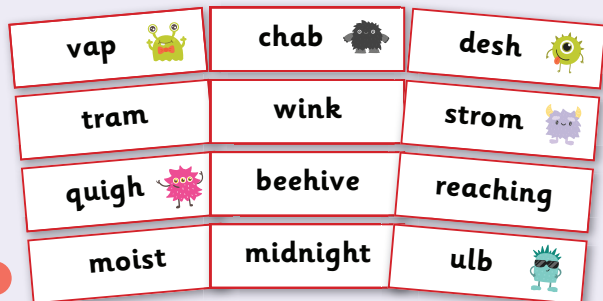 vap
chab
desh
tram
wink
strom
quigh
beehive
reaching
moist
midnight
ulb